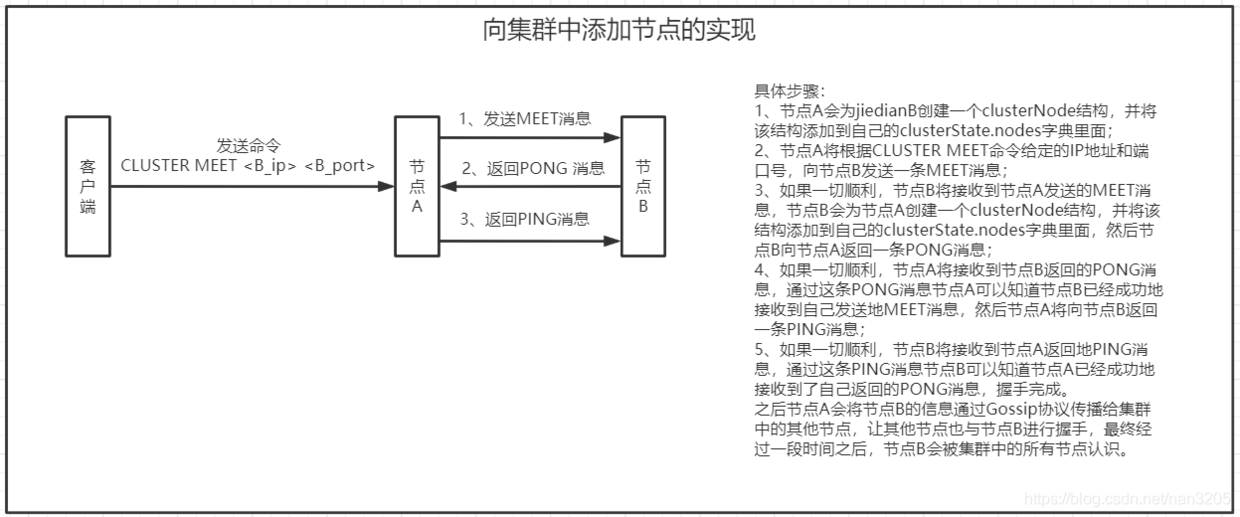 向集群中添加节点的实现
客户端
发送命令
CLUSTER MEET <B_ip> <B_port>
节点A
1、发送MEET消息
2、返回PONG 消息
3、返回PING消息
节点B
具体步骤：
1、节点A会为jiedianB创建一个clusterNode结构，并将
该结构添加到自己的clusterState.nodes字典里面；
2、节点A将根据CLUSTER MEET命令给定的IP地址和端
口号，向节点B发送一条MEET消息；
3、如果一切顺利，节点B将接收到节点A发送的MEET消
息，节点B会为节点A创建一个clusterNode结构，并将该
结构添加到自己的clusterState.nodes字典里面，然后节
点B向节点A返回一条PONG消息；
4、如果一切顺利，节点A将接收到节点B返回的PONG消
息，通过这条PONG消息节点A可以知道节点B已经成功地
接收到自己发送地MEET消息，然后节点A将向节点B返回
一条PING消息；
5、如果一切顺利，节点B将接收到节点A返回地PING消
息，通过这条PING消息节点B可以知道节点A已经成功地
接收到了自己返回的PONG消息，握手完成。
之后节点A会将节点B的信息通过Gossip协议传播给集群
中的其他节点，让其他节点也与节点B进行握手，最终经
过一段时间之后，节点B会被集群中的所有节点认识。
https://blog.csdn.net/nan3205